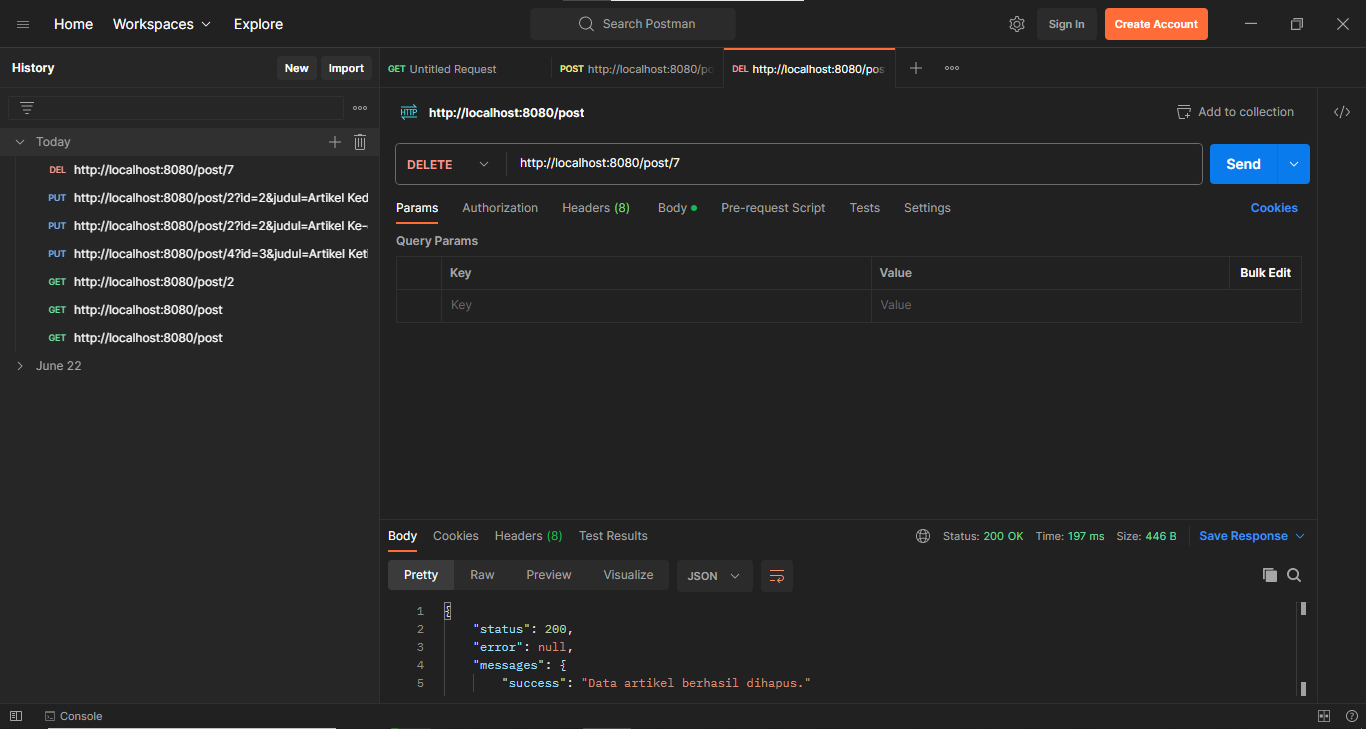 Home Workspaces Explore Search Postman Sign In Create Account
History New Import
GET Untitled Request POST http://localhost:8080/po DEL http://localhost:8080/pos
HTTP http://localhost:8080/post Add to collection
Today
DEL http://localhost:8080/post/7
PUT http://localhost:8080/post/2?id=2&judul=Artikel Ked
PUT http://localhost:8080/post/2?id=2&judul=Artikel Ke-
PUT http://localhost:8080/post/4?id=3&judul=Artikel Keti
GET http://localhost:8080/post/2
GET http://localhost:8080/post
GET http://localhost:8080/post
June 22
DELETE http://localhost:8080/post/7 Send
Params Authorization Headers (8) Body Pre-request Script Tests Settings Cookies
Query Params
Key Value Bulk Edit
Key Value
Body Cookies Headers (8) Test Results Status: 200 OK Time: 197 ms Size: 446 B Save Response
Pretty Raw Preview Visualize JSON
1 {
2 "status": 200,
3 "error": null,
4 "messages": {
5 "success": "Data artikel berhasil dihapus."
Console